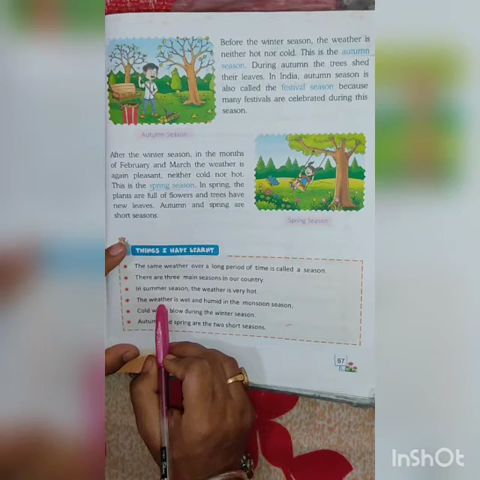 Before the winter season, the weather is
neither hot nor cold. This is the autumn
season. During autumn the trees shed
their leaves. In India, autumn season is
also called the festival season because
many festivals are celebrated during this
season.
Autumn Season
After the winter season, in the months
of February and March the weather is
again pleasant, neither cold nor hot.
This is the spring season. In spring, the
plants are full of flowers and trees have
new leaves. Autumn and spring are
short seasons.
Spring Season
THINGS I HAVE LEARNT
The same weather over a long period of time is called a season.
There are three main seasons in our country.
In summer season, the weather is very hot.
The weather is wet and humid in the monsoon season.
Cold blow during the winter season.
spring are the two short seasons.
67
INSHOT